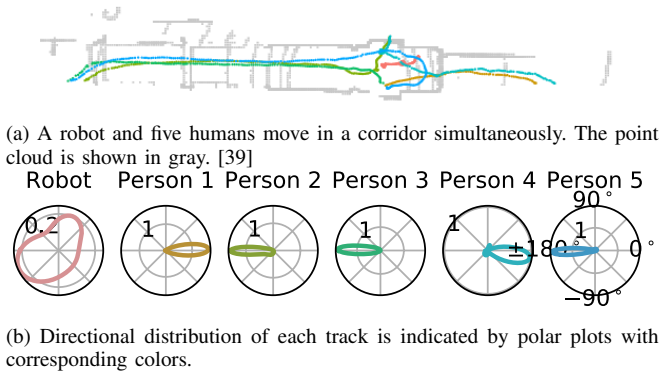 (a) A robot and five humans move in a corridor simultaneously. The point
cloud is shown in gray. [39]
Robot Person 1 Person 2 Person 3 Person 4 Person 5
90°
0.2 1 1 1 1 1
±180° 0°
−90°
(b) Directional distribution of each track is indicated by polar plots with
corresponding colors.